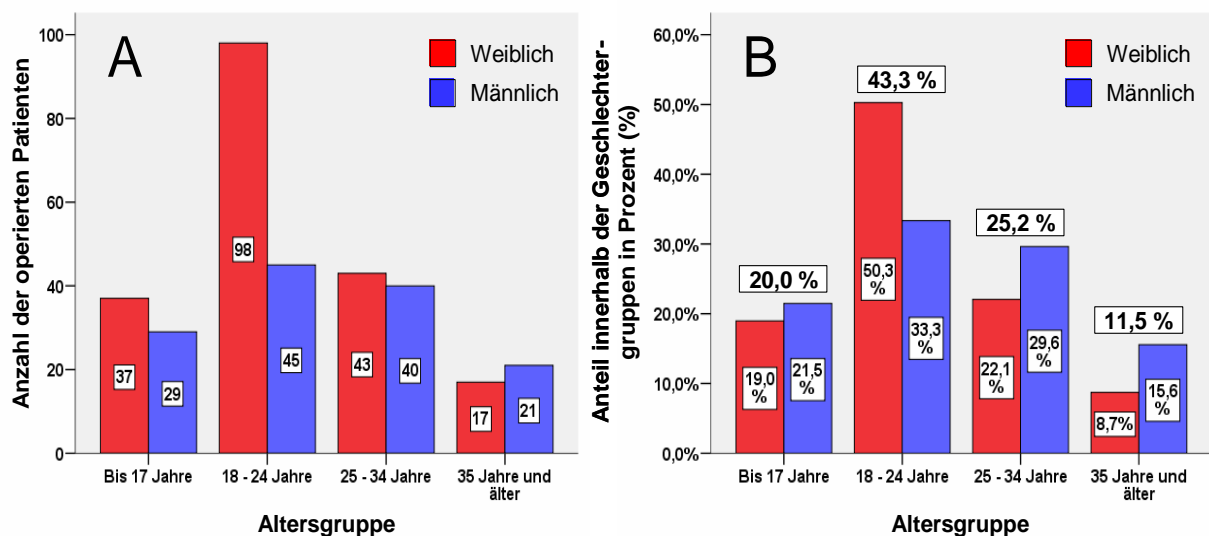 A
Weiblich
Männlich
Anzahl der operierten Patienten
100
80
60
40
20
0
37
29
98
45
43
40
17
21
Bis 17 Jahre
18 - 24 Jahre
25 - 34 Jahre
35 Jahre und
älter
Altersgruppe
B
Weiblich
Männlich
Anteil innerhalb der Geschlechter-
gruppen in Prozent (%)
60,0%
50,0%
40,0%
30,0%
20,0%
10,0%
0,0%
20,0 %
43,3 %
25,2 %
11,5 %
19,0
%
21,5
%
50,3
%
33,3
%
22,1
%
29,6
%
8,7%
15,6
%
Bis 17 Jahre
18 - 24 Jahre
25 - 34 Jahre
35 Jahre und
älter
Altersgruppe